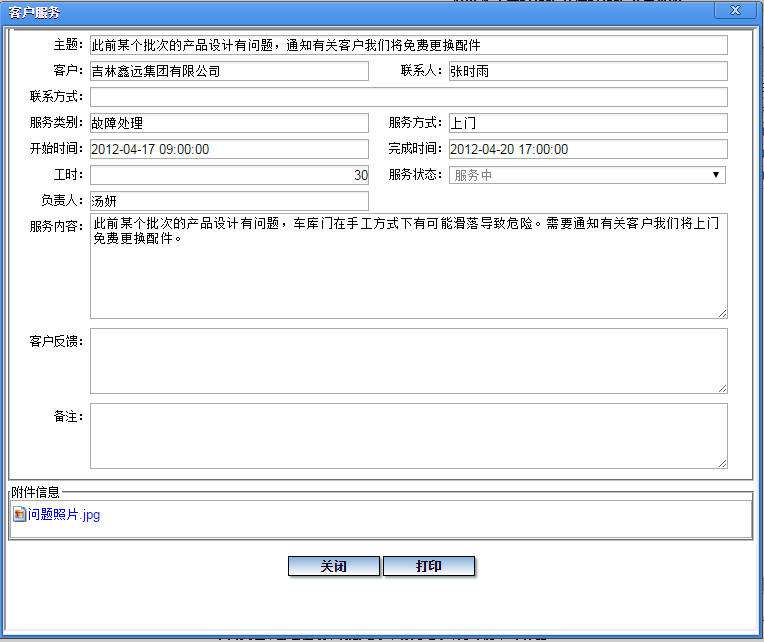 客户服务
X
主题： 此前某个批次的产品设计有问题，通知有关客户我们将免费更换配件
客户： 吉林鑫远集团有限公司 联系人： 张时雨
联系方式：
服务类别： 故障处理 服务方式： 上门
开始时间： 2012-04-17 09:00:00 完成时间： 2012-04-20 17:00:00
工时： 30 服务状态： 服务中
负责人： 汤妍
服务内容： 此前某个批次的产品设计有问题，车库门在手工方式下有可能滑落导致危险。需要通知有关客户我们将上门
免费更换配件。
客户反馈：
备注：
附件信息
问题照片.jpg
关闭 打印